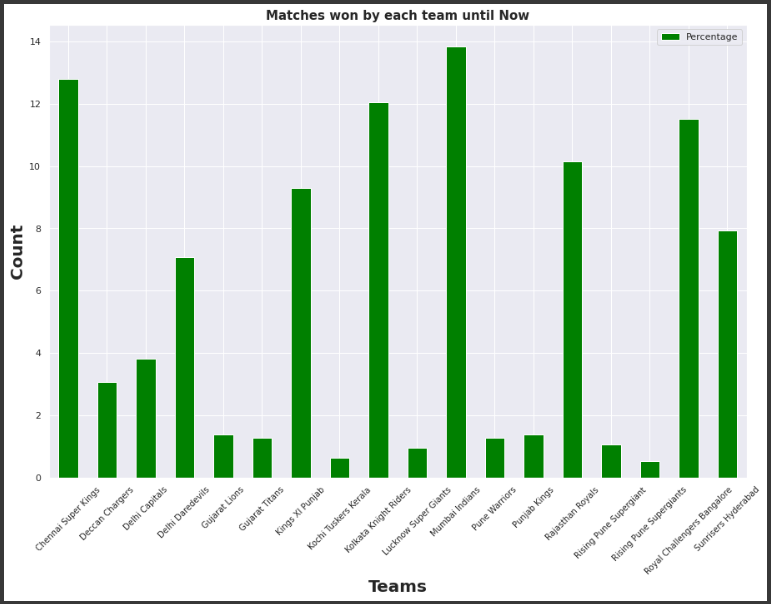 Matches won by each team until Now
Percentage
14
12
10
8
6
4
2
0
Count
Chennai Super Kings
Deccan Chargers
Delhi Capitals
Delhi Daredevils
Gujarat Lions
Gujarat Titans
Kings XI Punjab
Kochi Tuskers Kerala
Kolkata Knight Riders
Lucknow Super Giants
Mumbai Indians
Pune Warriors
Punjab Kings
Rajasthan Royals
Rising Pune Supergiant
Rising Pune Supergiants
Royal Challengers Bangalore
Sunrisers Hyderabad
Teams